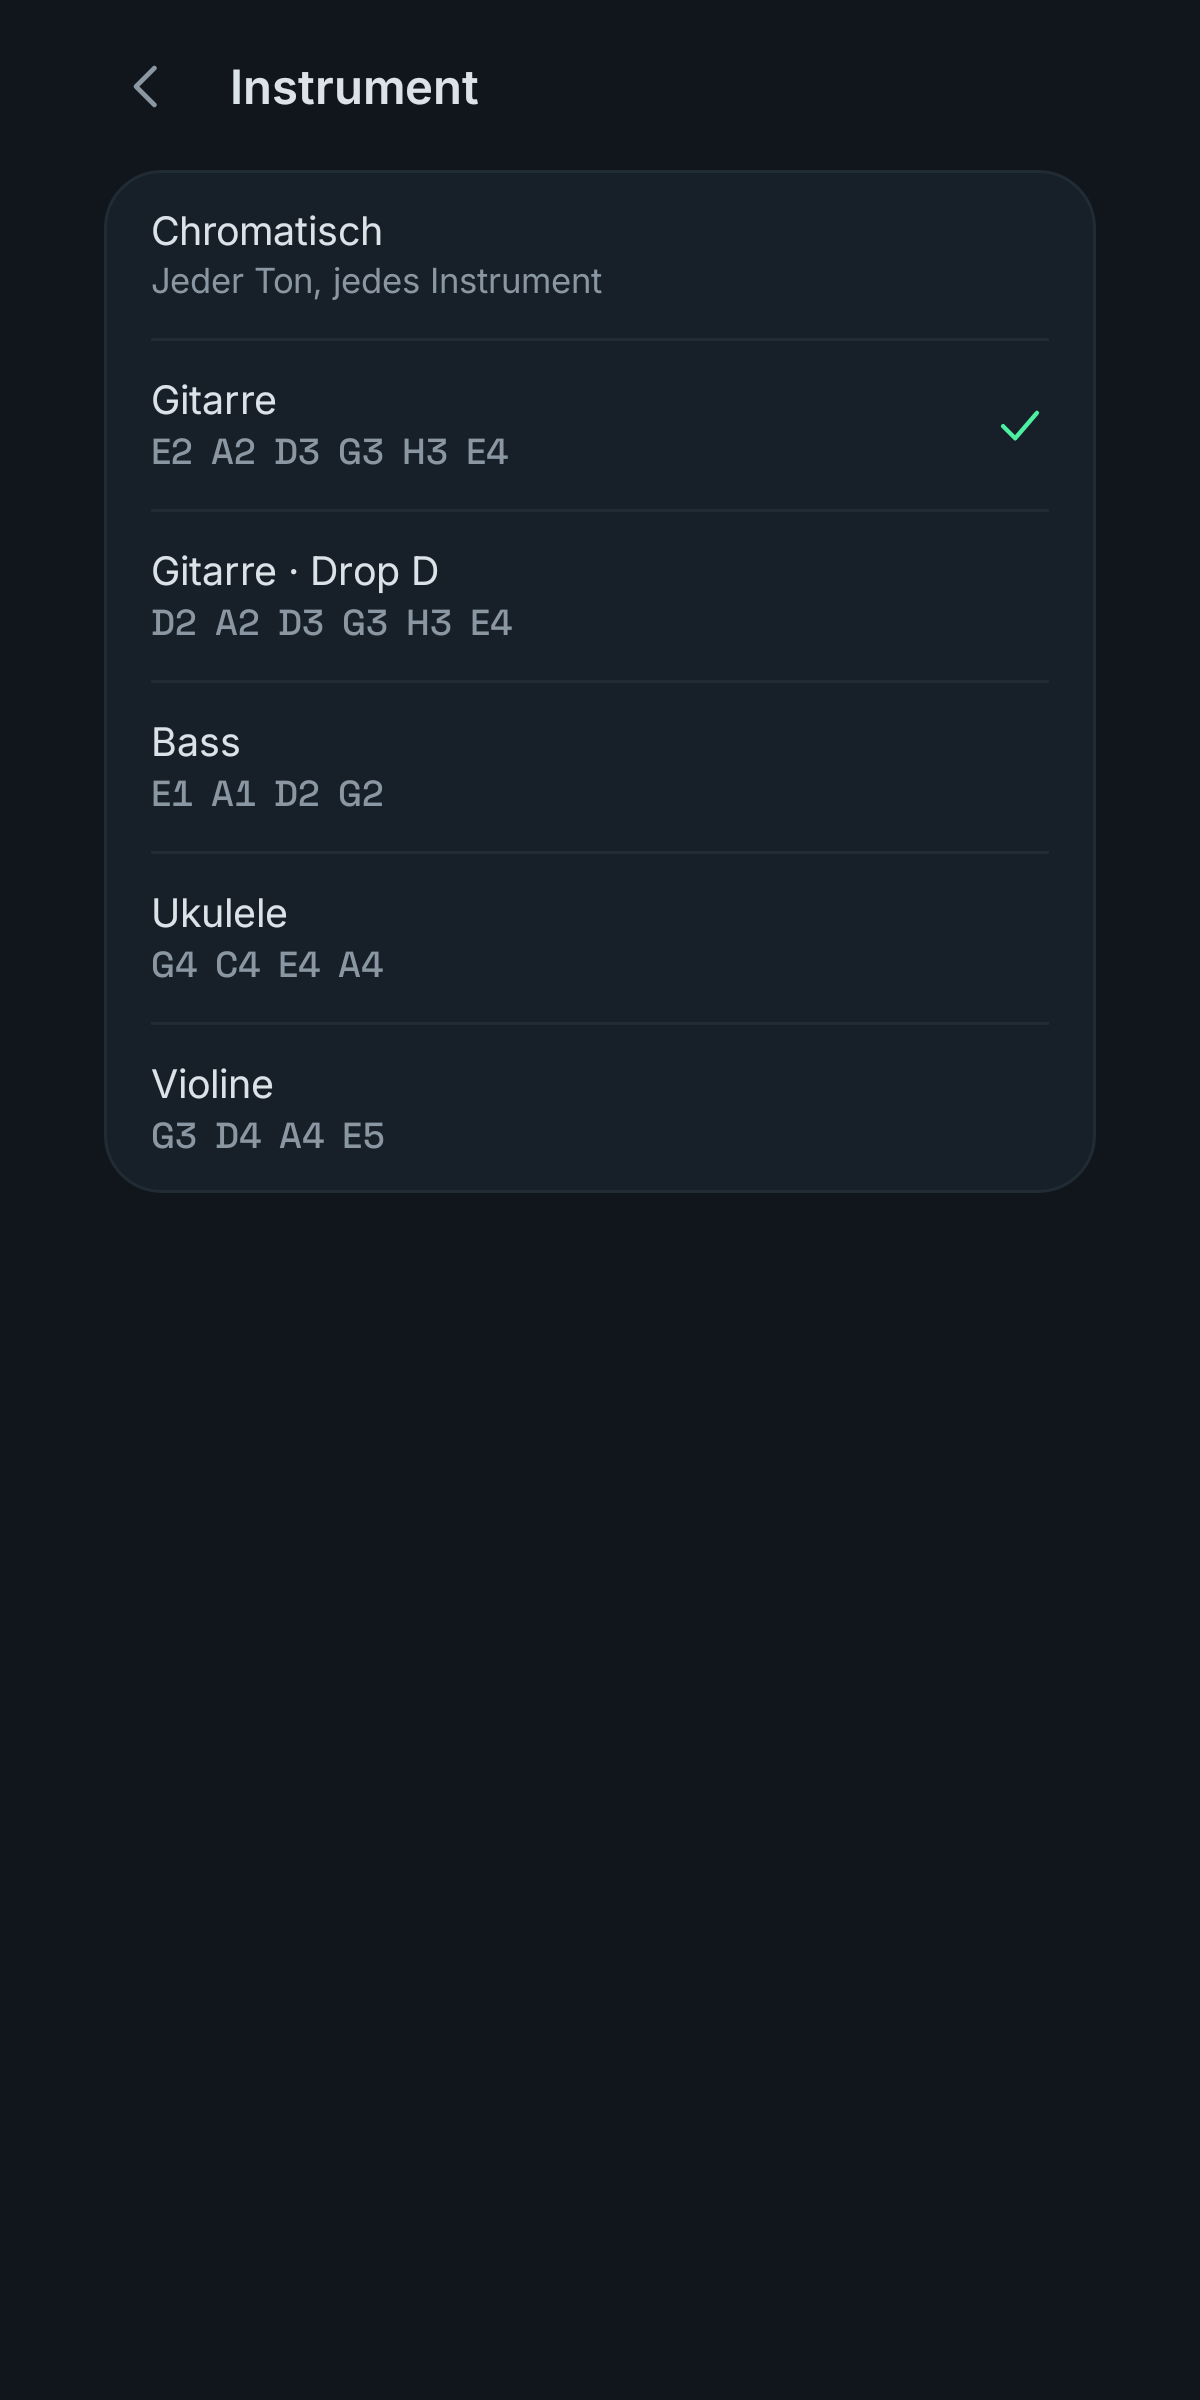 Instrument
Chromatisch
Jeder Ton, jedes Instrument
Gitarre
E2 A2 D3 G3 H3 E4
Gitarre · Drop D
D2 A2 D3 G3 H3 E4
Bass
E1 A1 D2 G2
Ukulele
G4 C4 E4 A4
Violine
G3 D4 A4 E5